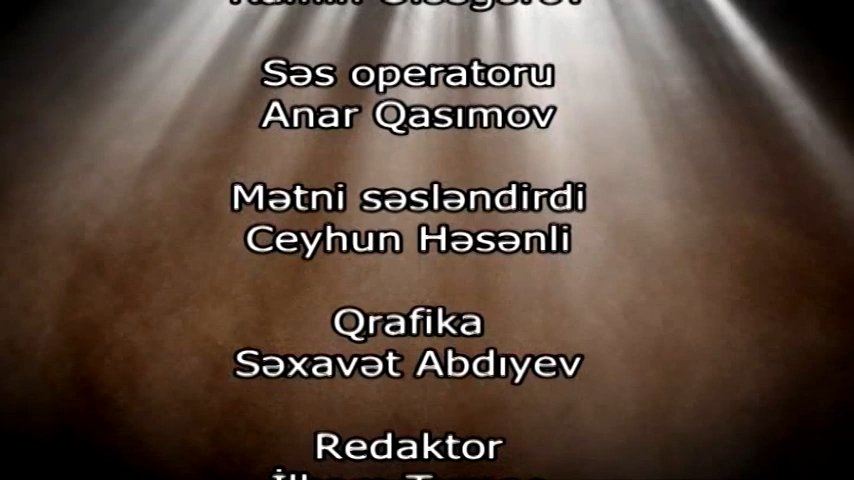 Səs operatoru
Anar Qasımov
Mətni səsləndirdi
Ceyhun Həsənli
Qrafika
Səxavət Abdıyev
Redaktor